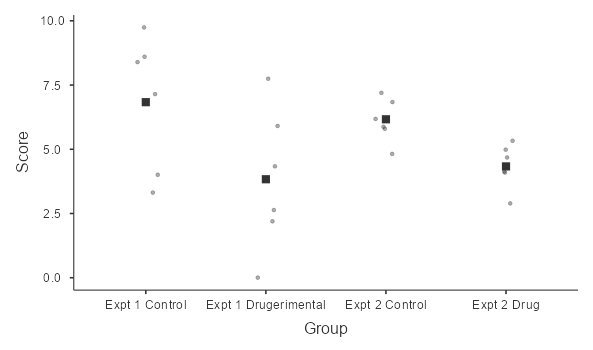 10.0
7.5
5.0
2.5
0.0
Score
Expt 1 Control
Expt 1 Drugerimental
Expt 2 Control
Expt 2 Drug
Group